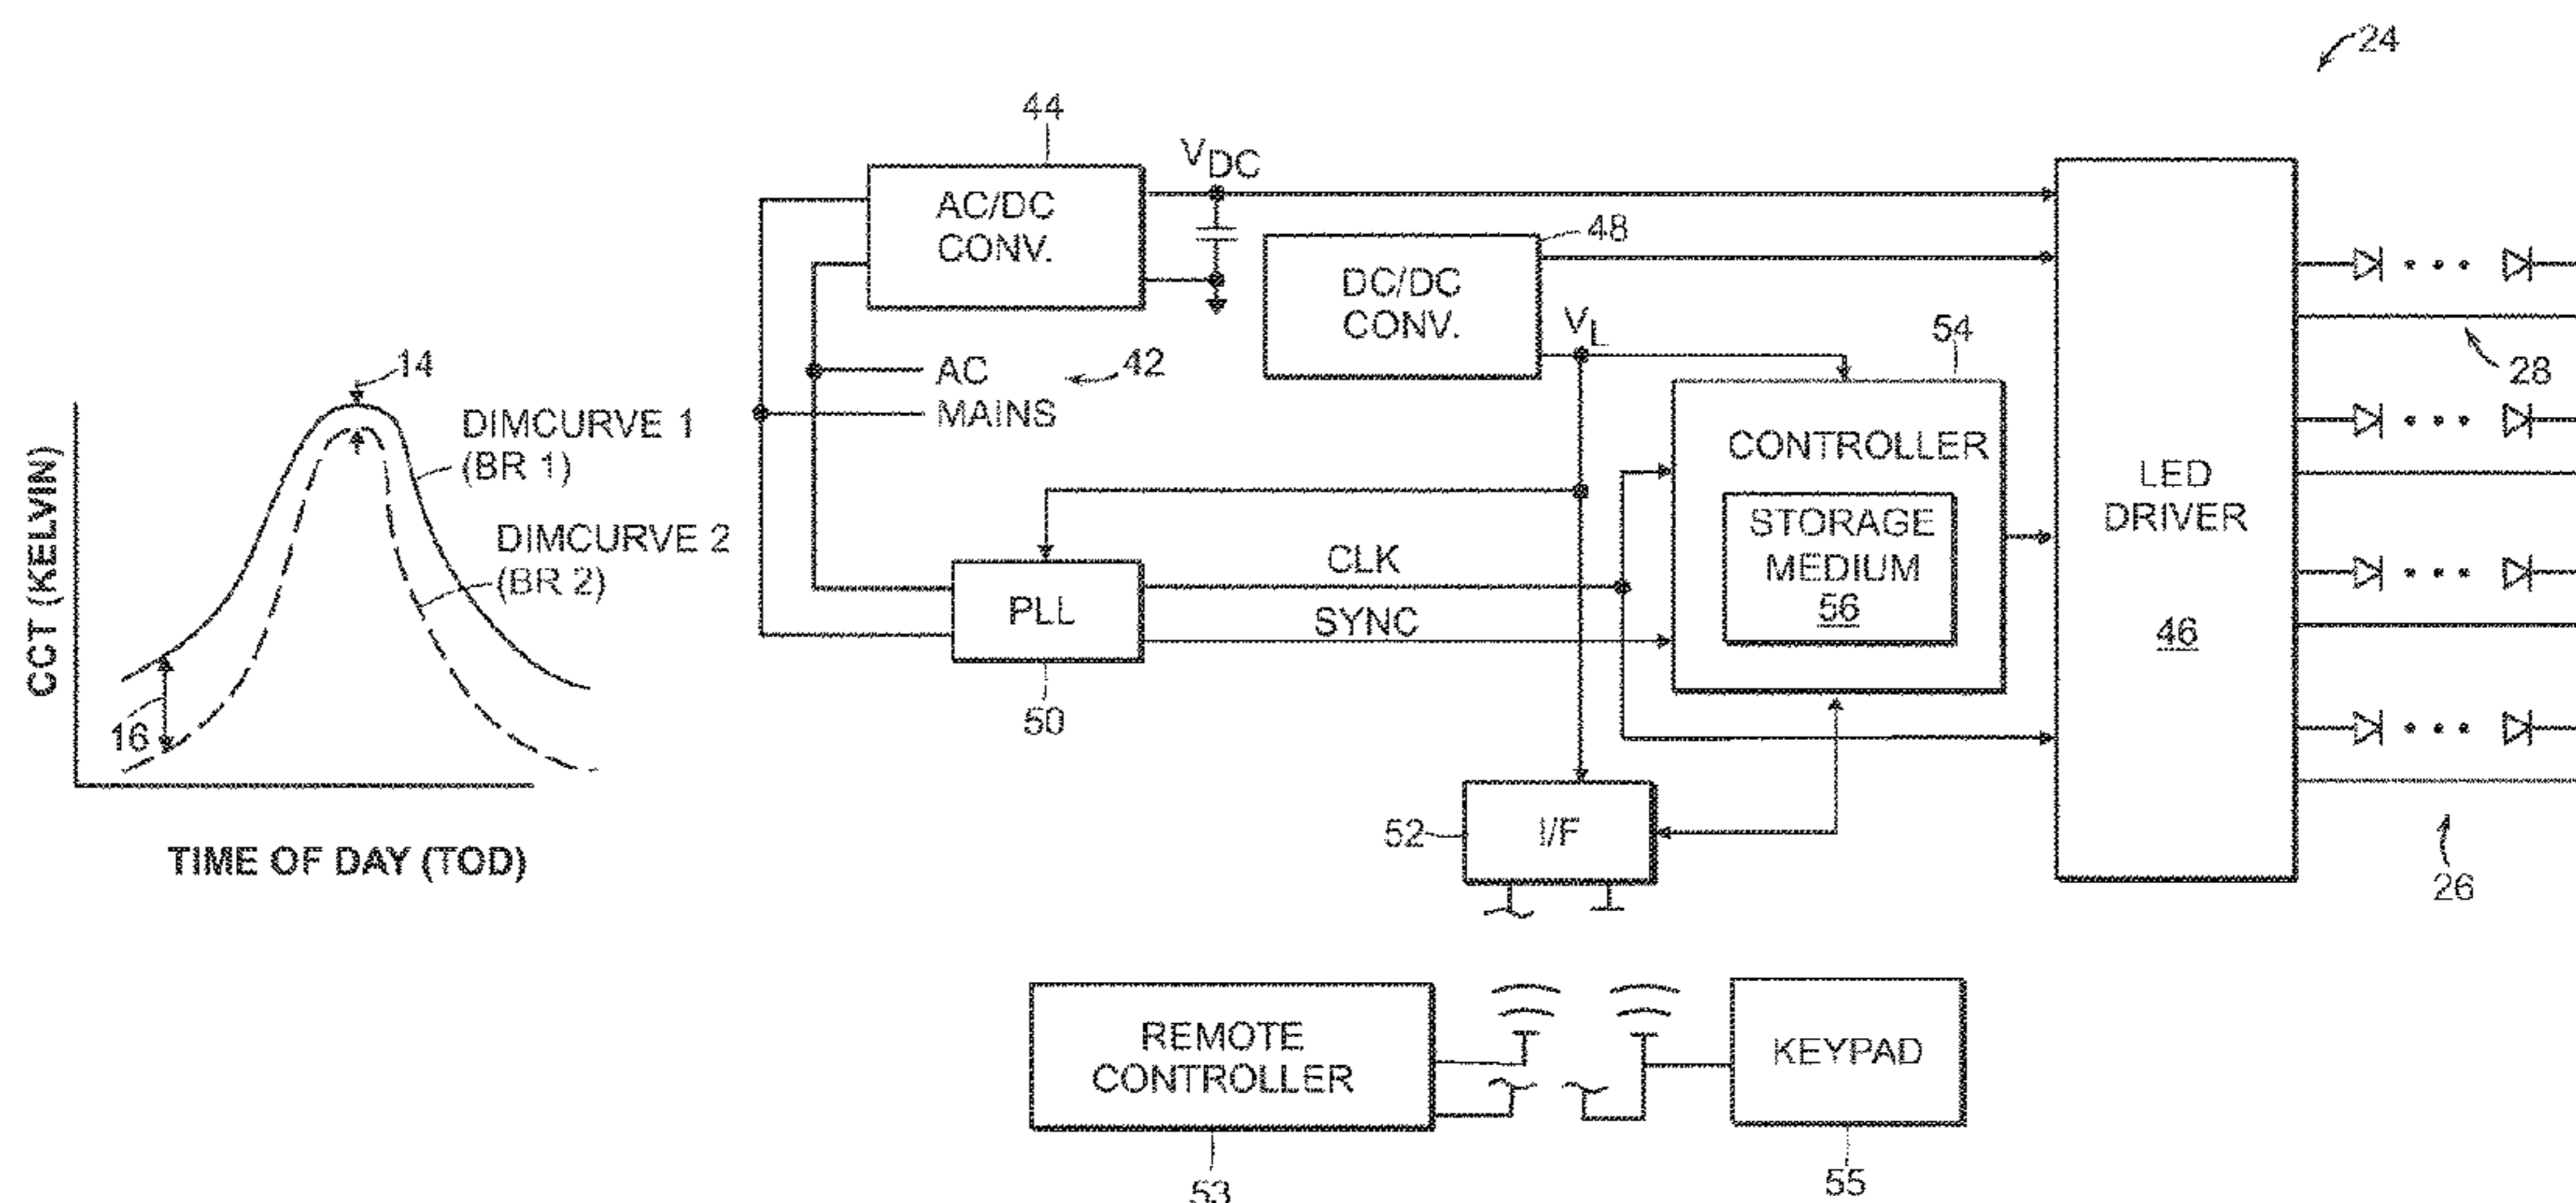 24
44
V_DC
AC/DC
CONV.
48
DC/DC
CONV.
V_L
54
14
AC
MAINS
42
28
DIMCURVE 1
(BR 1)
CONTROLLER
STORAGE
MEDIUM
56
LED
DRIVER
46
CCT (KELVIN)
DIMCURVE 2
(BR 2)
CLK
PLL
SYNC
50
16
52
I/F
26
TIME OF DAY (TOD)
REMOTE
CONTROLLER
KEYPAD
53
55